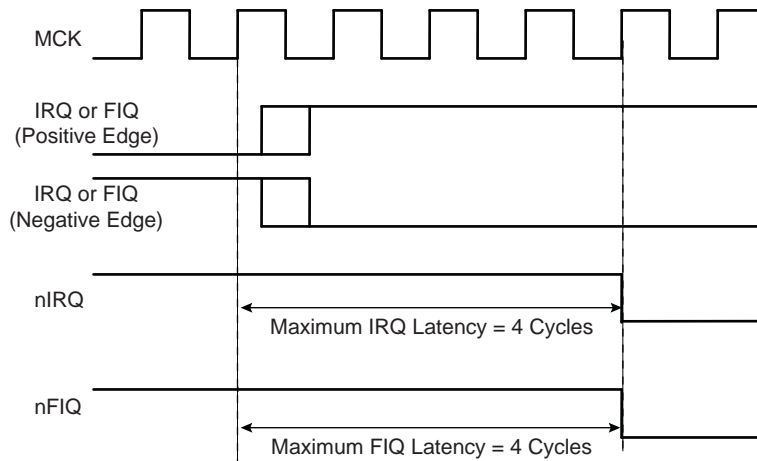 MCK
IRQ or FIQ
(Positive Edge)
IRQ or FIQ
(Negative Edge)
nIRQ
Maximum IRQ Latency = 4 Cycles
nFIQ
Maximum FIQ Latency = 4 Cycles